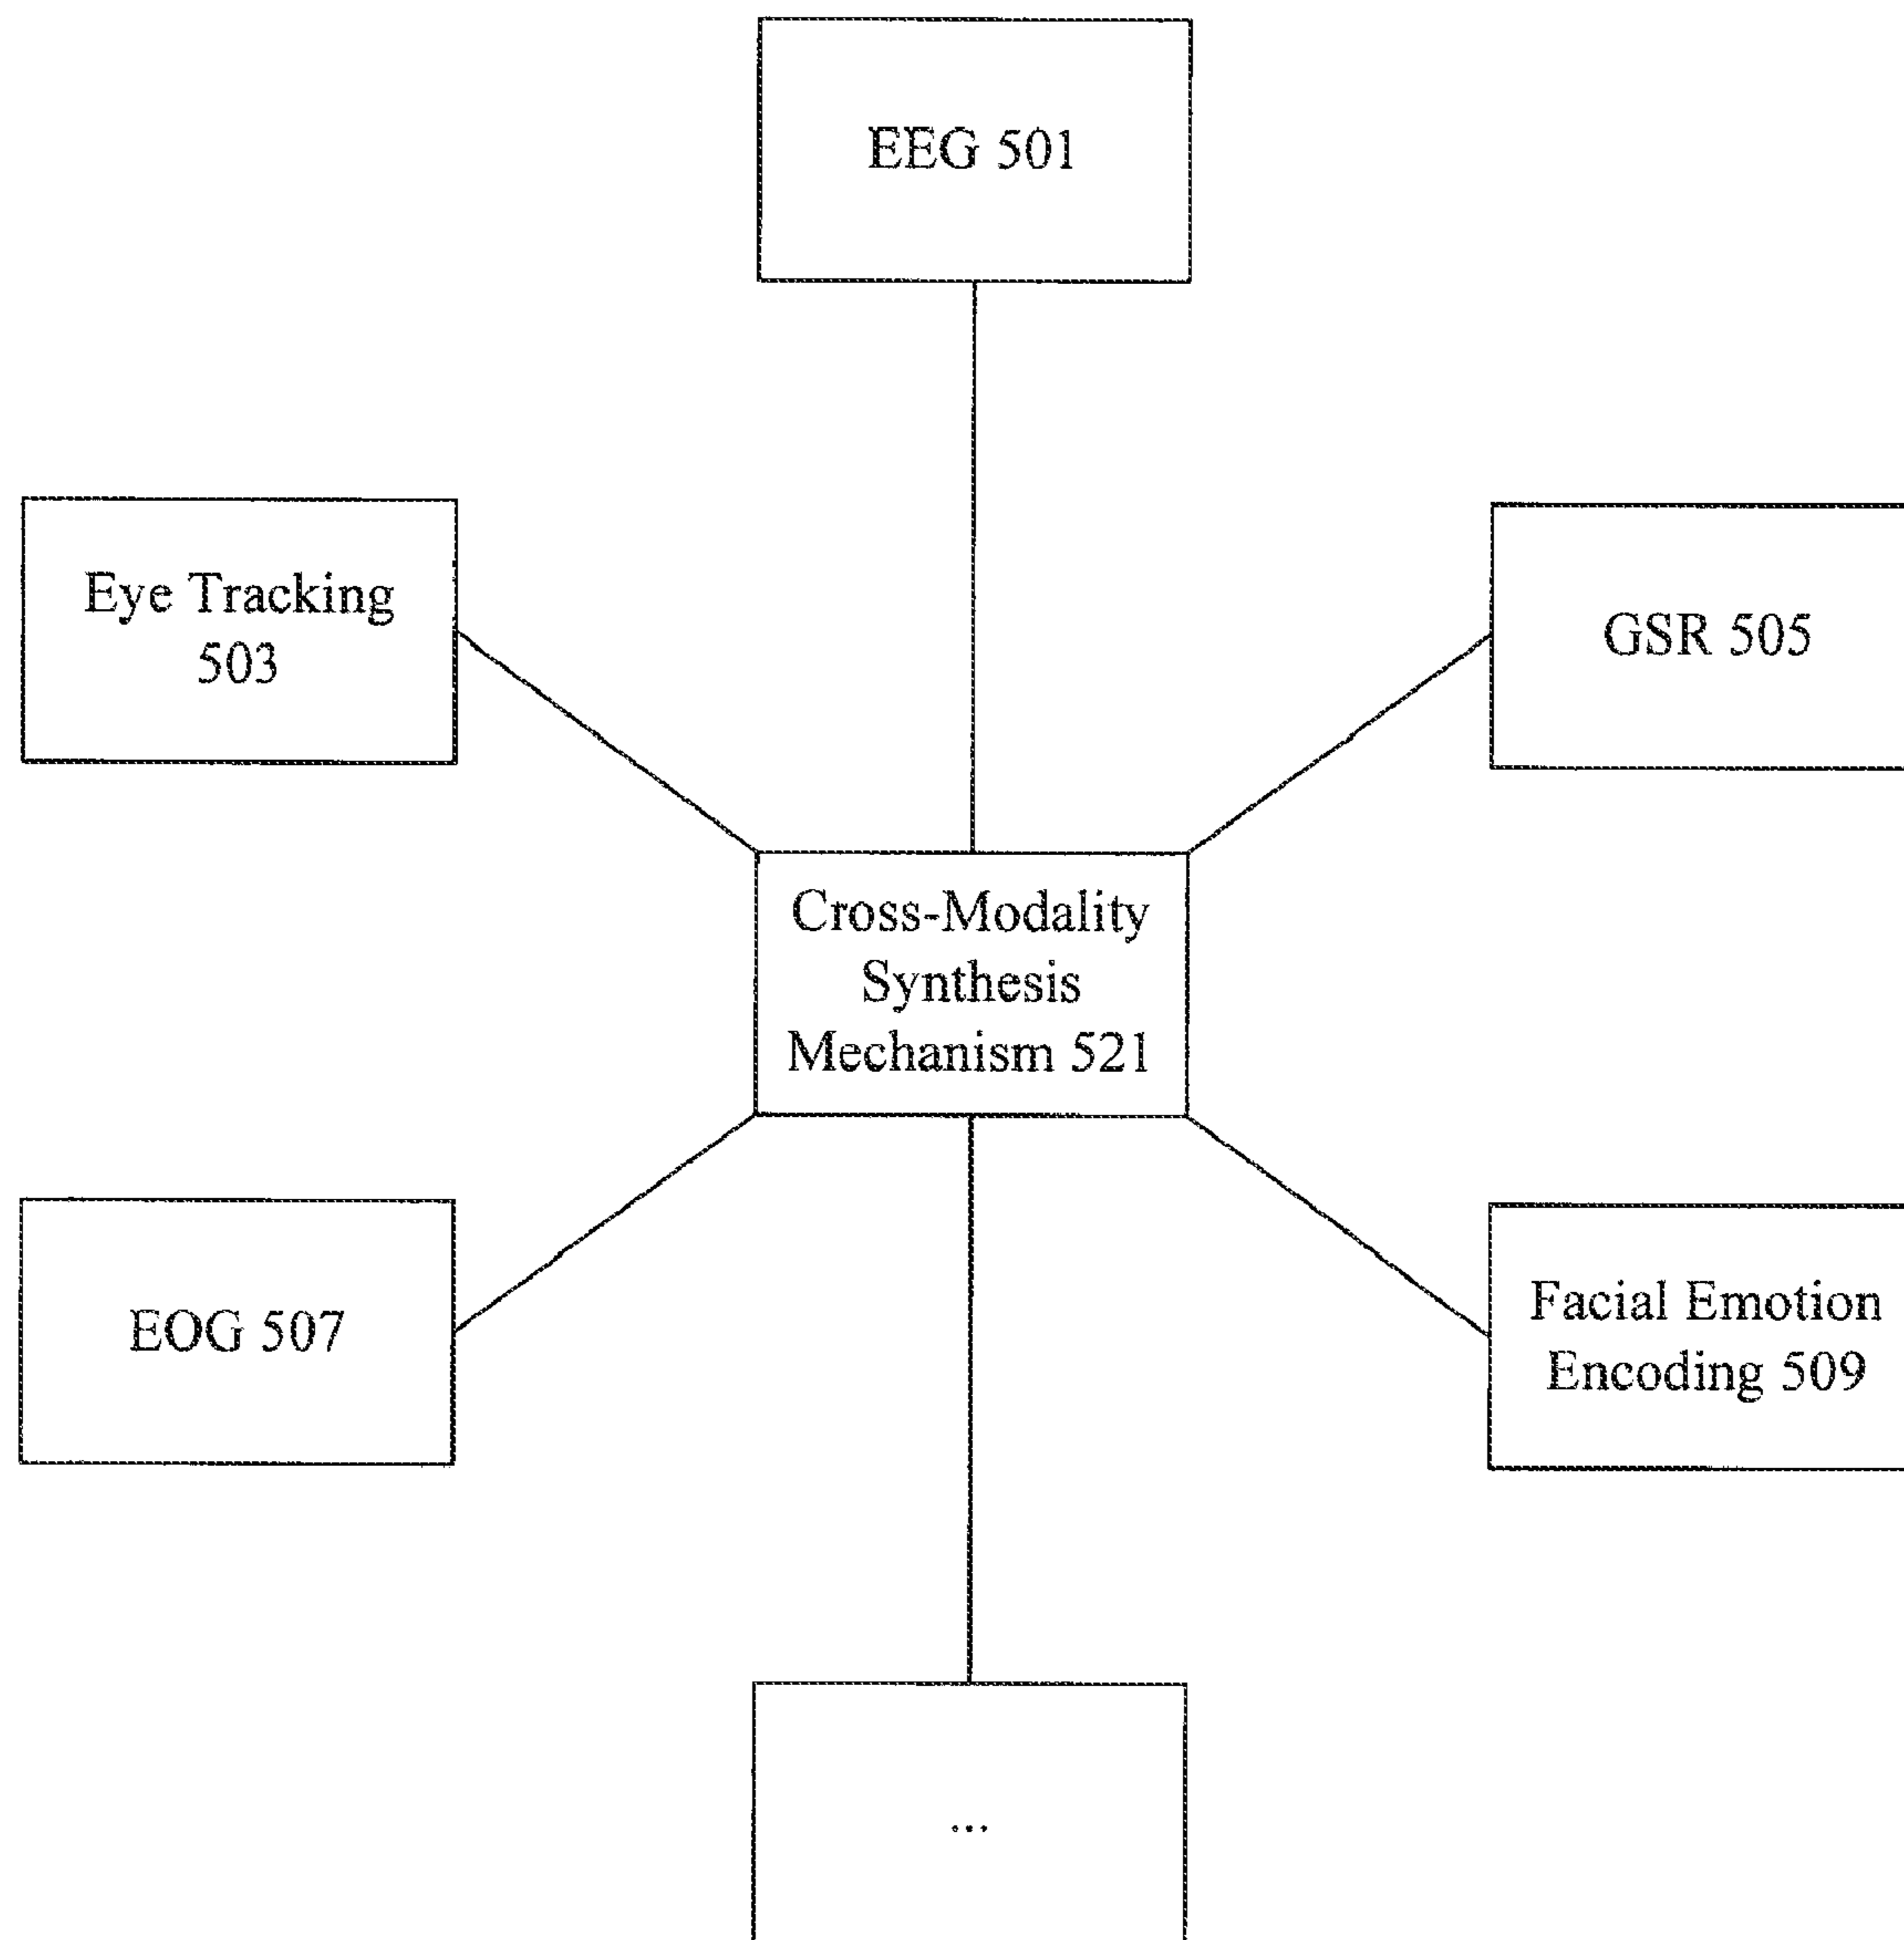 EEG 501
Eye Tracking
503
GSR 505
Cross-Modality
Synthesis
Mechanism 521
EOG 507
Facial Emotion
Encoding 509
...